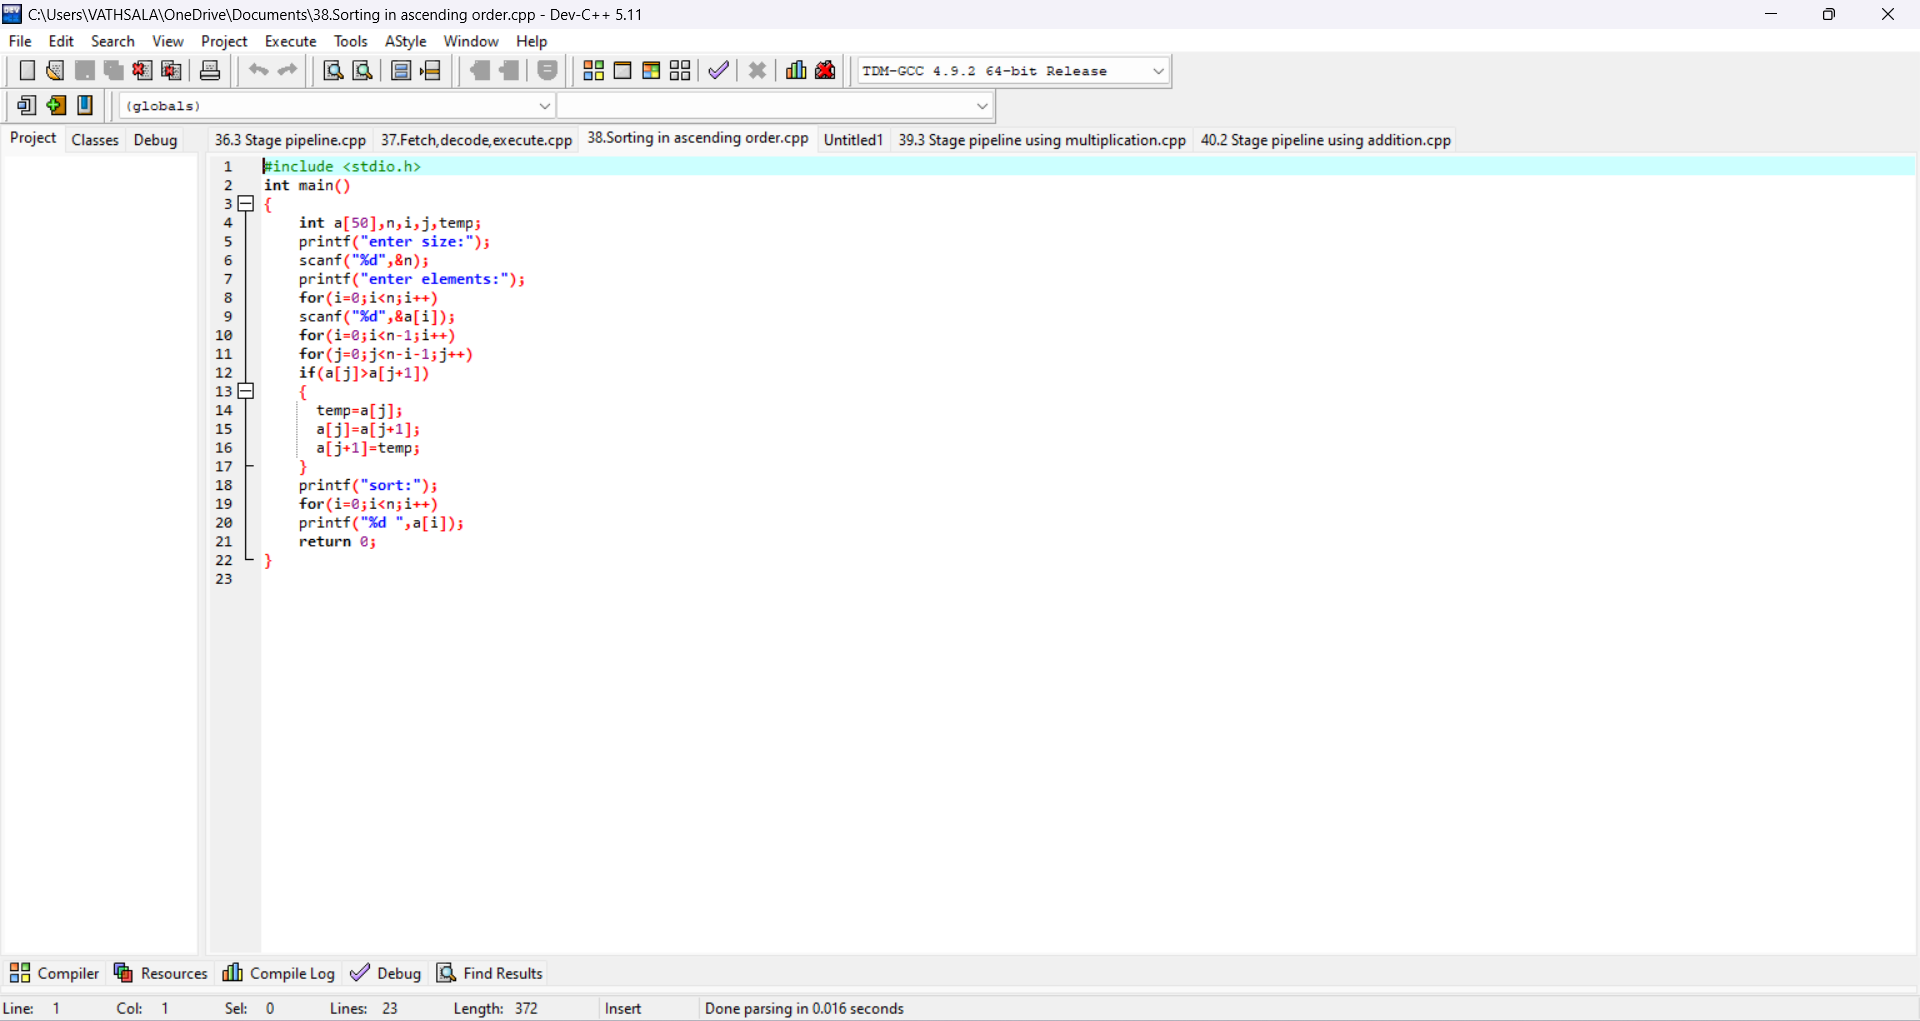 C:\Users\VATHSALA\OneDrive\Documents\38.Sorting in ascending order.cpp - Dev-C++ 5.11
File Edit Search View Project Execute Tools AStyle Window Help
TDM-GCC 4.9.2 64-bit Release
(globals)
Project Classes Debug 36.3 Stage pipeline.cpp 37.Fetch,decode,execute.cpp 38.Sorting in ascending order.cpp Untitled1 39.3 Stage pipeline using multiplication.cpp 40.2 Stage pipeline using addition.cpp
1 #include <stdio.h>
2 int main()
3 {
4 int a[50],n,i,j,temp;
5 printf("enter size:");
6 scanf("%d",&n);
7 printf("enter elements:");
8 for(i=0;i<n;i++)
9 scanf("%d",&a[i]);
10 for(i=0;i<n-1;i++)
11 for(j=0;j<n-i-1;j++)
12 if(a[j]>a[j+1])
13 {
14 temp=a[j];
15 a[j]=a[j+1];
16 a[j+1]=temp;
17 }
18 printf("sort:");
19 for(i=0;i<n;i++)
20 printf("%d ",a[i]);
21 return 0;
22 }
23
Compiler Resources Compile Log Debug Find Results
Line: 1 Col: 1 Sel: 0 Lines: 23 Length: 372 Insert Done parsing in 0.016 seconds